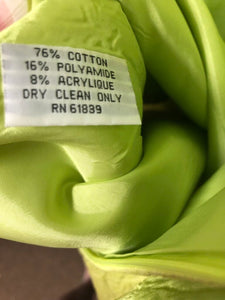 76% COTTON
16% POLYAMIDE
8% ACRYLIQUE
DRY CLEAN ONLY
RN 61839